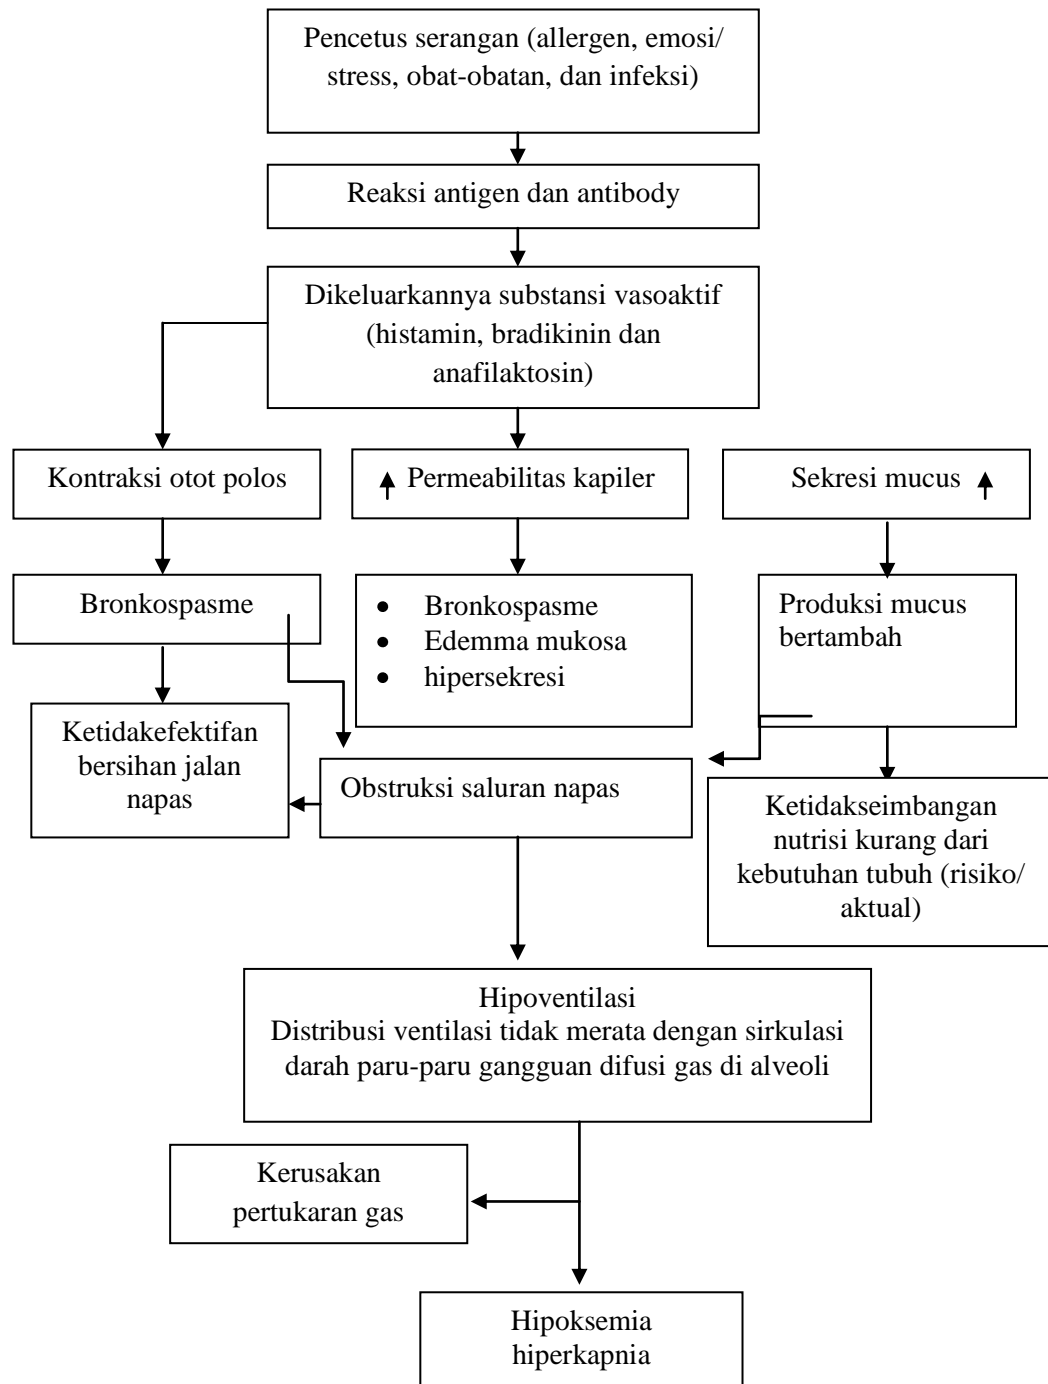 Pencetus serangan (allergen, emosi/
stress, obat-obatan, dan infeksi)
Reaksi antigen dan antibody
Dikeluarkannya substansi vasoaktif
(histamin, bradikinin dan
anafilaktosin)
Kontraksi otot polos
Permeabilitas kapiler
Sekresi mucus
Bronkospasme
• Bronkospasme
• Edemma mukosa
• hipersekresi
Produksi mucus
bertambah
Ketidakefektifan
bersihan jalan
napas
Obstruksi saluran napas
Ketidakseimbangan
nutrisi kurang dari
kebutuhan tubuh (risiko/
aktual)
Hipoventilasi
Distribusi ventilasi tidak merata dengan sirkulasi
darah paru-paru gangguan difusi gas di alveoli
Kerusakan
pertukaran gas
Hipoksemia
hiperkapnia